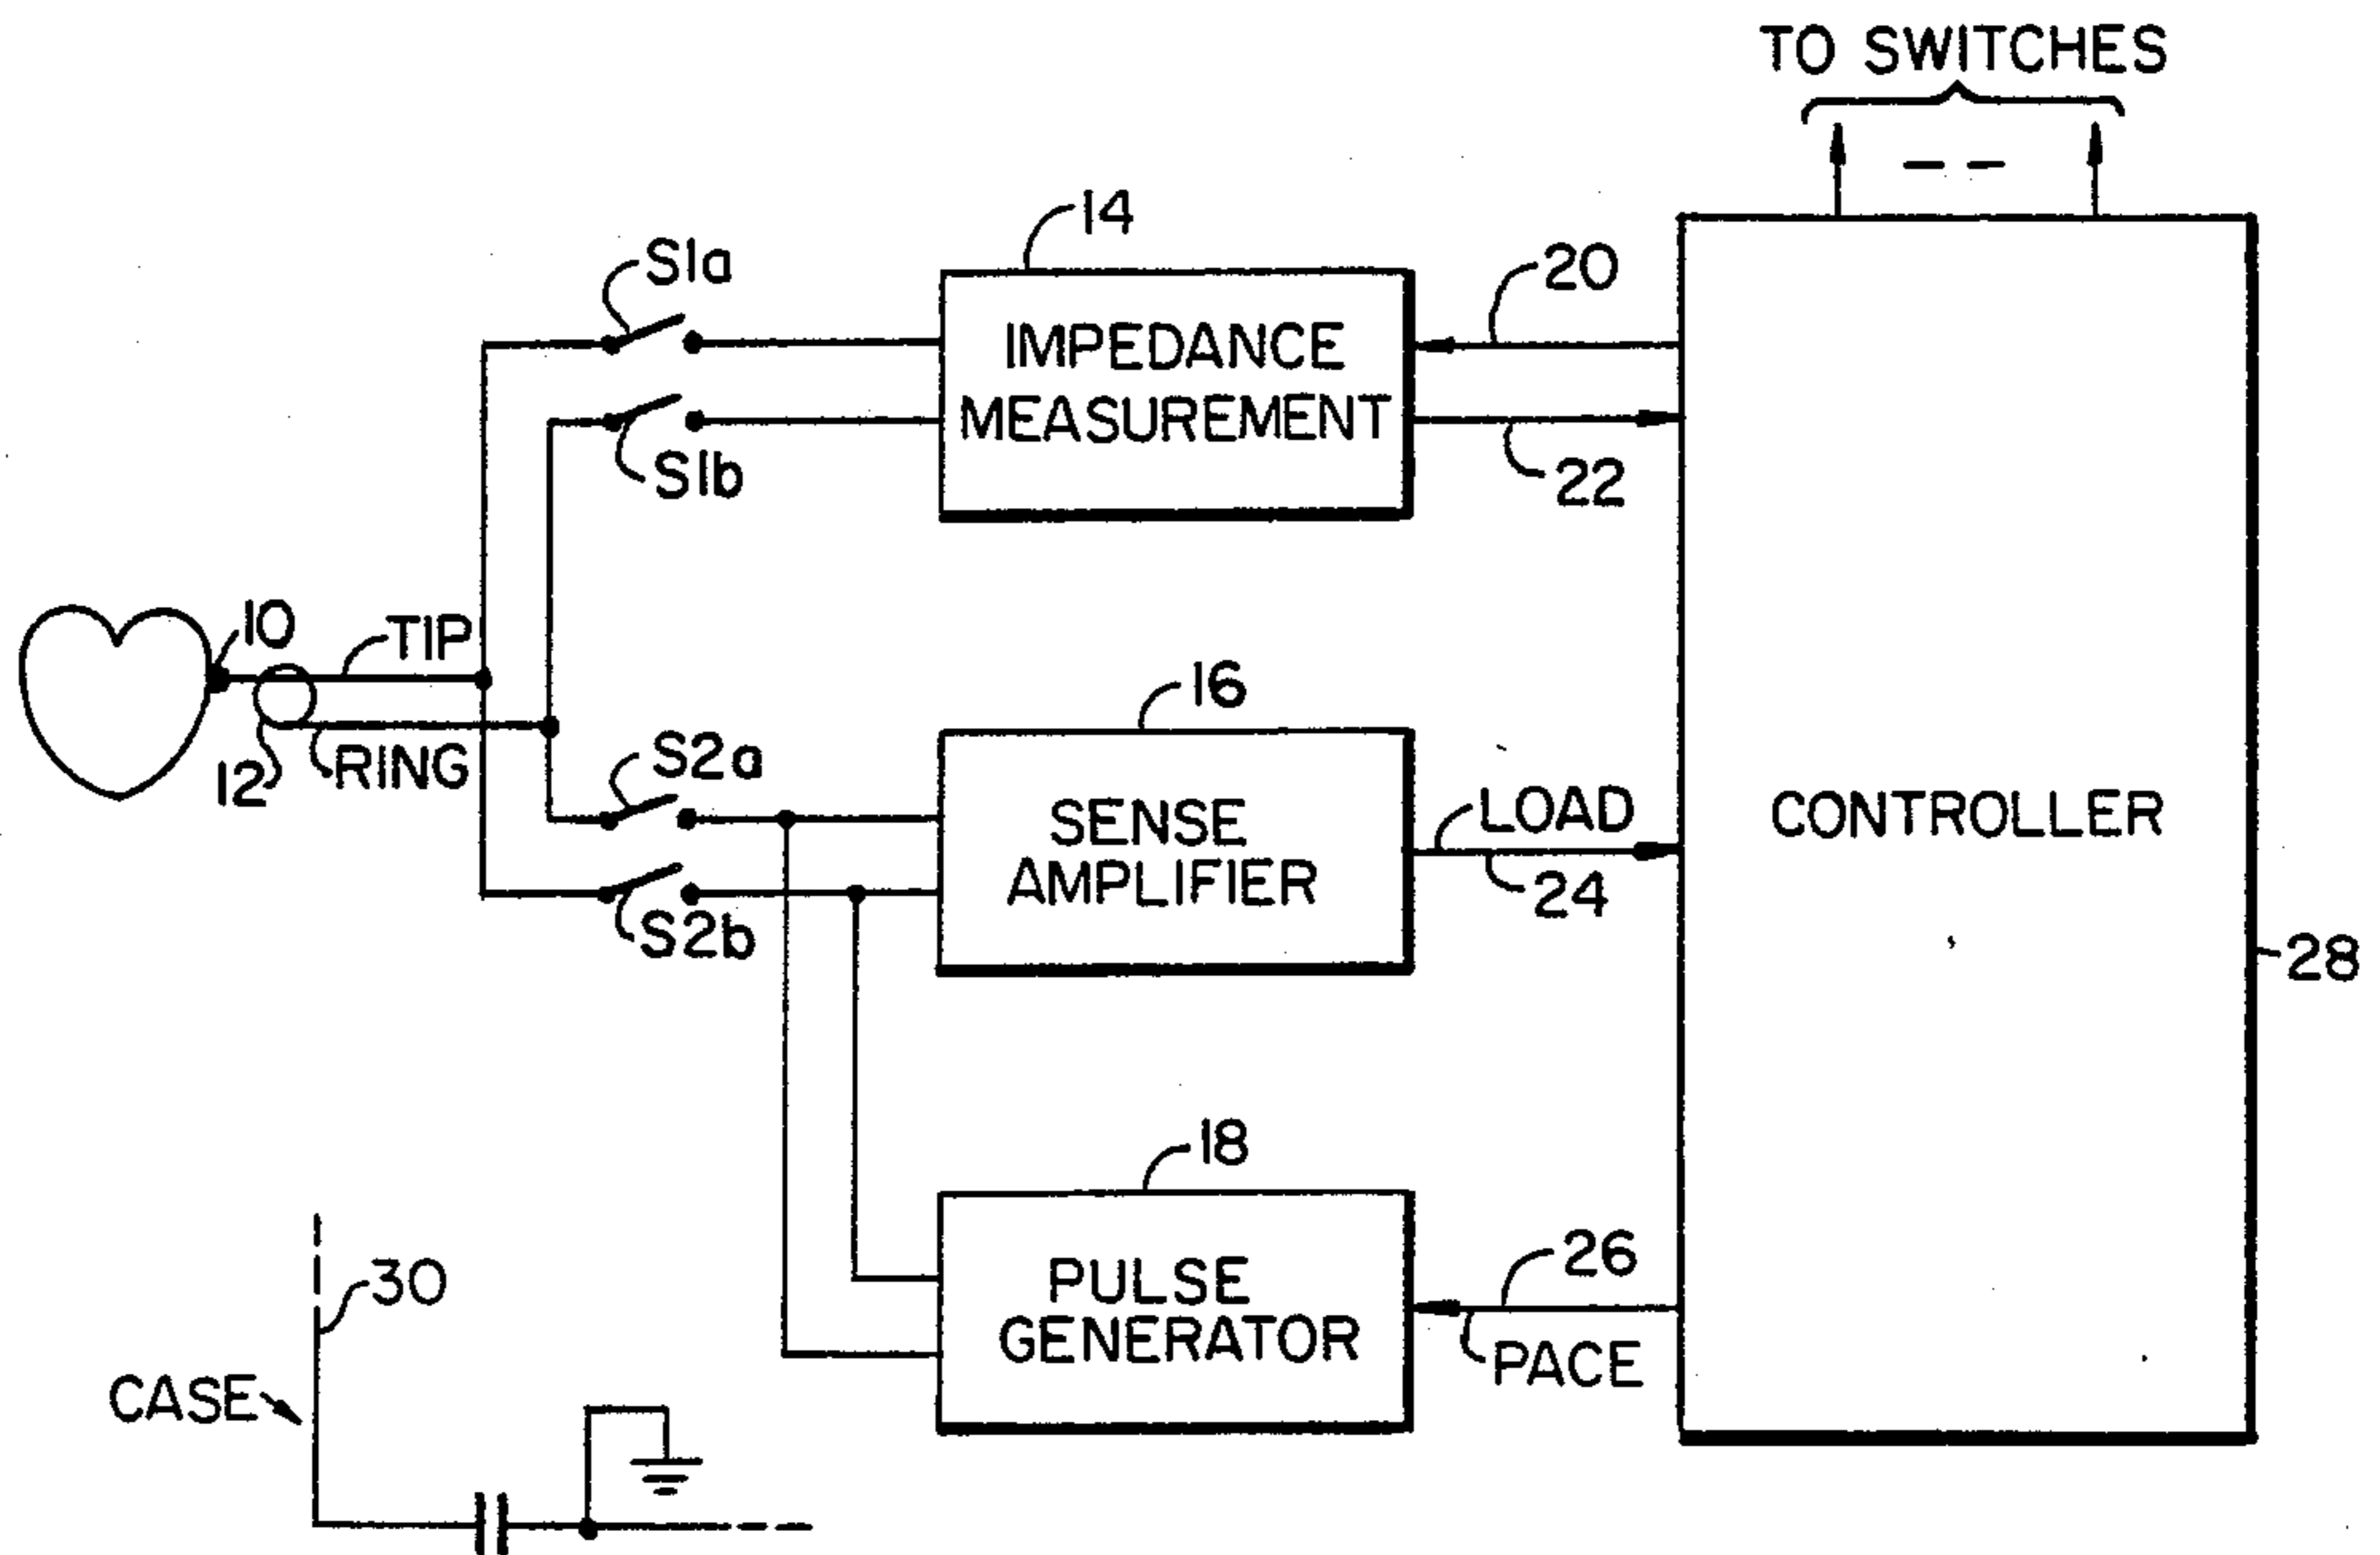 TO SWITCHES
14
S1a
20
IMPEDANCE
MEASUREMENT
S1b
22
10
TIP
16
12
RING
S2a
SENSE
AMPLIFIER
LOAD
24
CONTROLLER
S2b
28
18
30
26
PULSE
GENERATOR
PACE
CASE